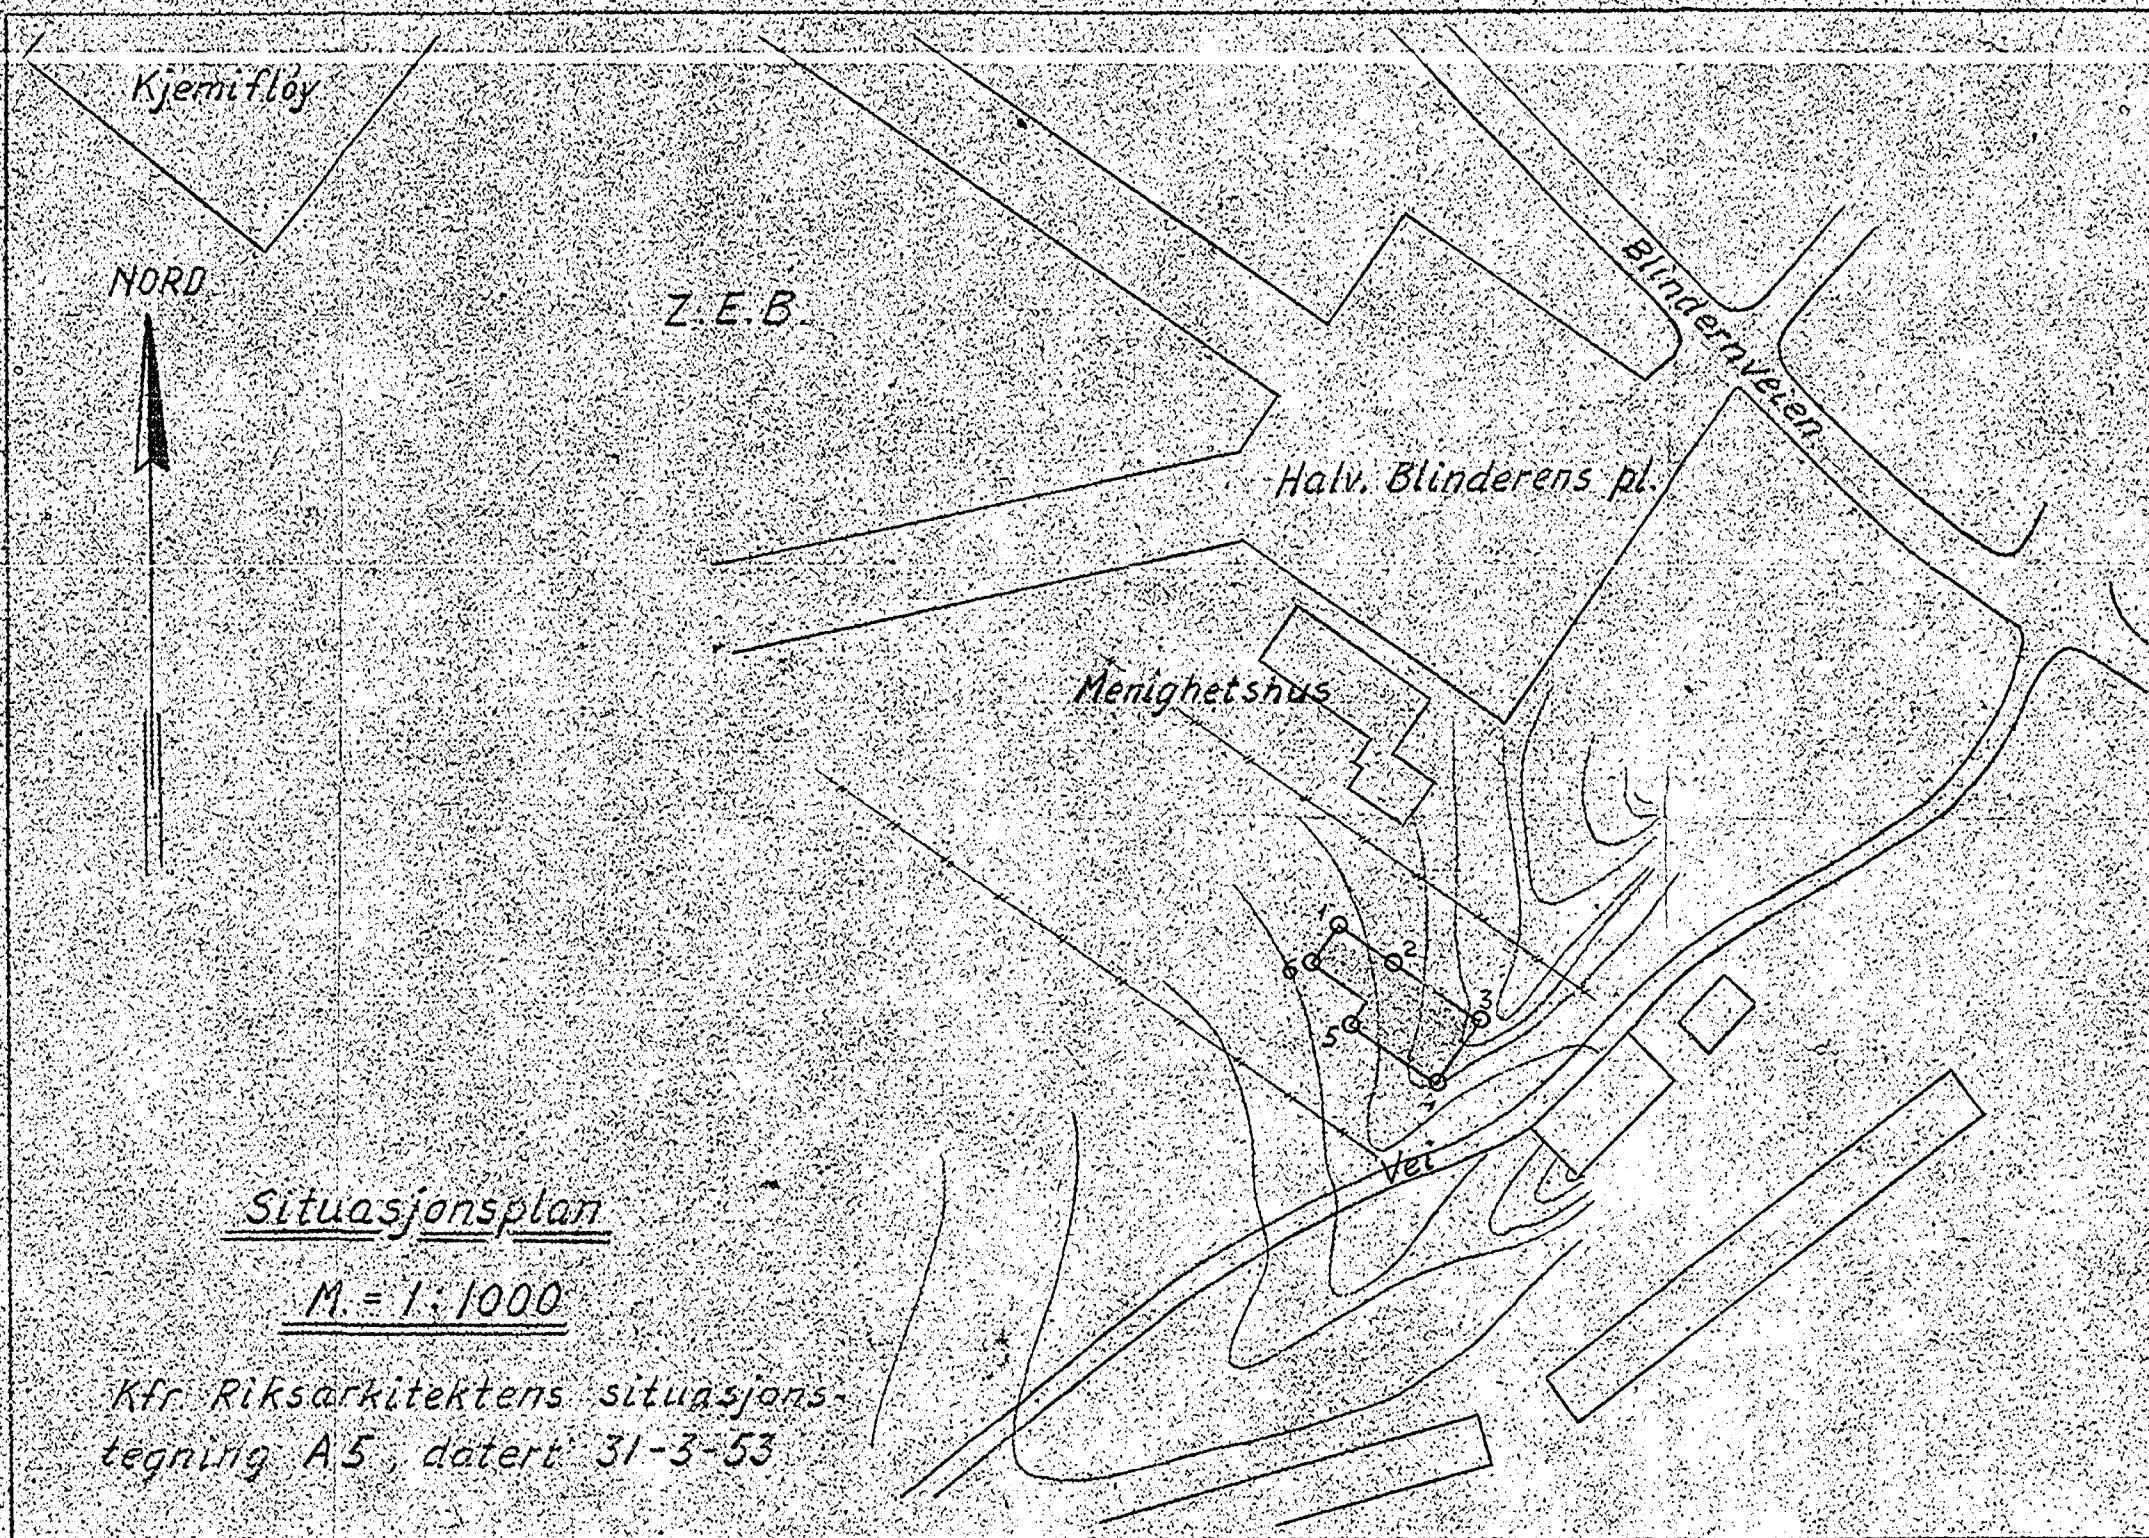 Kjemifløy
NORD
Z.E.B.
Blindernveien
Halv. Blinderens pl.
Menighetshus
1
2
3
6
5
Vei
Situasjonsplan
M. = 1:1000
Kfr. Riksarkitektens situasjons-
tegning A5, datert 31-3-53